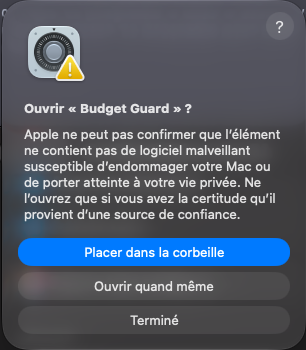 ?
Ouvrir « Budget Guard » ?
Apple ne peut pas confirmer que l’élément
ne contient pas de logiciel malveillant
susceptible d’endommager votre Mac ou
de porter atteinte à votre vie privée. Ne
l’ouvrez que si vous avez la certitude qu’il
provient d’une source de confiance.
Placer dans la corbeille
Ouvrir quand même
Terminé